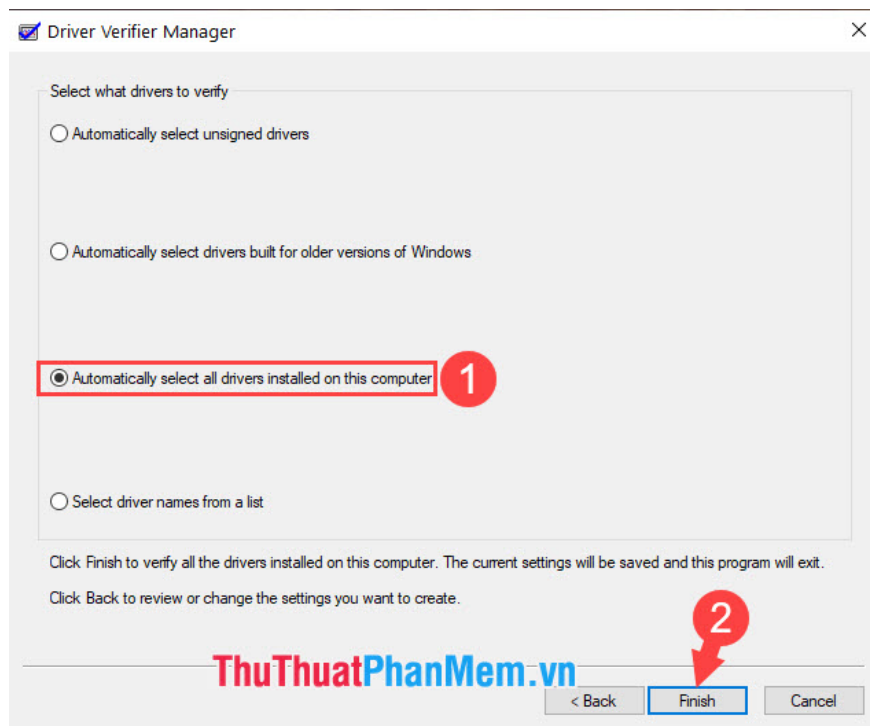 Driver Verifier Manager
Select what drivers to verify
Automatically select unsigned drivers
Automatically select drivers built for older versions of Windows
Automatically select all drivers installed on this computer
1
Select driver names from a list
Click Finish to verify all the drivers installed on this computer. The current settings will be saved and this program will exit.
Click Back to review or change the settings you want to create.
2
ThuThuatPhanMem.vn
< Back Finish Cancel